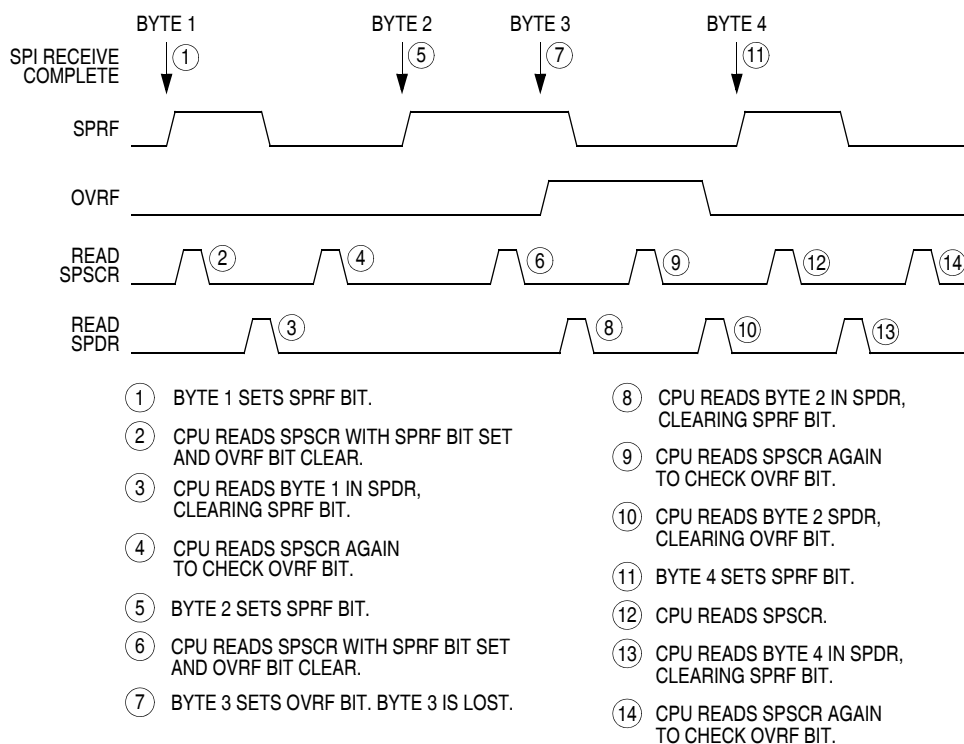 BYTE 1 BYTE 2 BYTE 3 BYTE 4
SPI RECEIVE
COMPLETE
1 5 7 11
SPRF
OVRF
READ
SPSCR
2 4 6 9 12 14
READ
SPDR
3 8 10 13
1 BYTE 1 SETS SPRF BIT.
2 CPU READS SPSCR WITH SPRF BIT SET
AND OVRF BIT CLEAR.
3 CPU READS BYTE 1 IN SPDR,
CLEARING SPRF BIT.
4 CPU READS SPSCR AGAIN
TO CHECK OVRF BIT.
5 BYTE 2 SETS SPRF BIT.
6 CPU READS SPSCR WITH SPRF BIT SET
AND OVRF BIT CLEAR.
7 BYTE 3 SETS OVRF BIT. BYTE 3 IS LOST.
8 CPU READS BYTE 2 IN SPDR,
CLEARING SPRF BIT.
9 CPU READS SPSCR AGAIN
TO CHECK OVRF BIT.
10 CPU READS BYTE 2 SPDR,
CLEARING OVRF BIT.
11 BYTE 4 SETS SPRF BIT.
12 CPU READS SPSCR.
13 CPU READS BYTE 4 IN SPDR,
CLEARING SPRF BIT.
14 CPU READS SPSCR AGAIN
TO CHECK OVRF BIT.